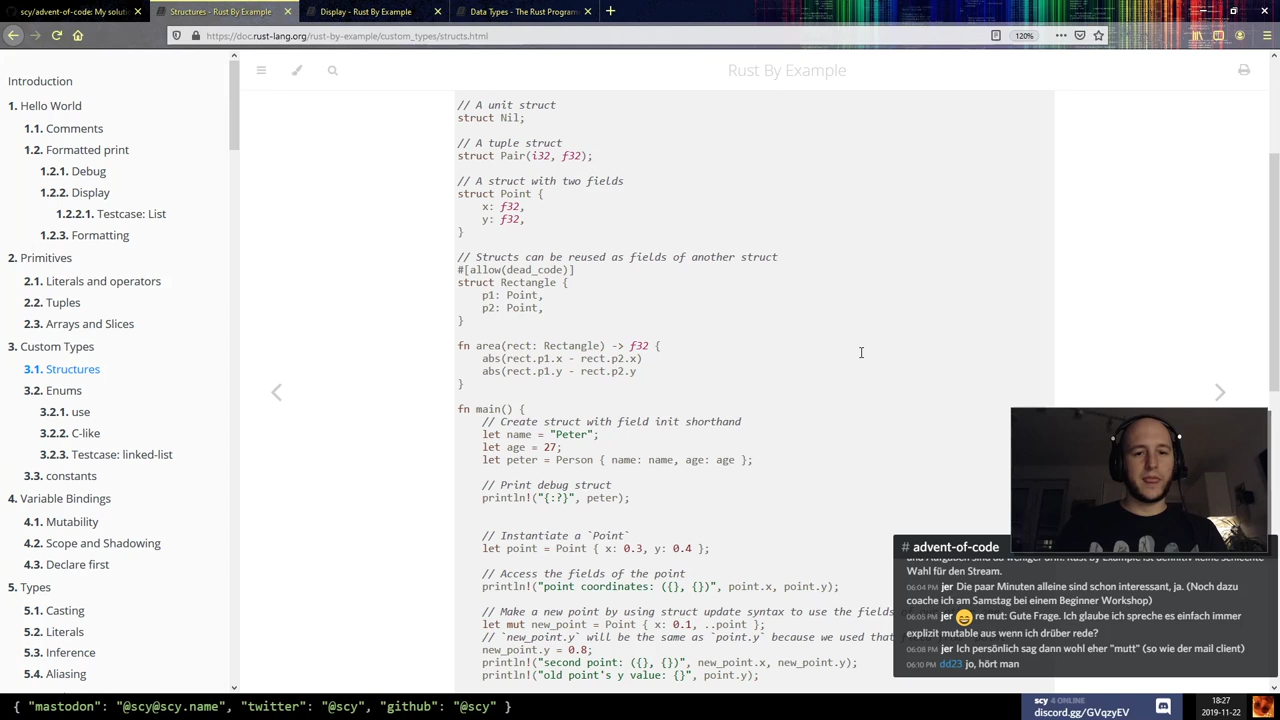 scy/advent-of-code: My soluti
Structures - Rust By Example
Display - Rust By Example
Data Types - The Rust Program
https://doc.rust-lang.org/rust-by-example/custom_types/structs.html
120%
Rust By Example
Introduction
1. Hello World
1.1. Comments
1.2. Formatted print
1.2.1. Debug
1.2.2. Display
1.2.2.1. Testcase: List
1.2.3. Formatting
2. Primitives
2.1. Literals and operators
2.2. Tuples
2.3. Arrays and Slices
3. Custom Types
3.1. Structures
3.2. Enums
3.2.1. use
3.2.2. C-like
3.2.3. Testcase: linked-list
3.3. constants
4. Variable Bindings
4.1. Mutability
4.2. Scope and Shadowing
4.3. Declare first
5. Types
5.1. Casting
5.2. Literals
5.3. Inference
5.4. Aliasing
// A unit struct
struct Nil;
// A tuple struct
struct Pair(i32, f32);
// A struct with two fields
struct Point {
x: f32,
y: f32,
}
// Structs can be reused as fields of another struct
#[allow(dead_code)]
struct Rectangle {
p1: Point,
p2: Point,
}
fn area(rect: Rectangle) -> f32 {
abs(rect.p1.x - rect.p2.x)
abs(rect.p1.y - rect.p2.y
}
fn main() {
// Create struct with field init shorthand
let name = "Peter";
let age = 27;
let peter = Person { name: name, age: age };
// Print debug struct
println!("{:?}", peter);
// Instantiate a `Point`
let point = Point { x: 0.3, y: 0.4 };
// Access the fields of the point
println!("point coordinates: ({}, {})", point.x, point.y);
// Make a new point by using struct update syntax to use the fields of
let mut new_point = Point { x: 0.1, ..point };
// `new_point.y` will be the same as `point.y` because we used that f
new_point.y = 0.8;
println!("second point: ({}, {})", new_point.x, new_point.y);
println!("old point's y value: {}", point.y);
# advent-of-code
Wahl für den Stream.
06:04 PM jer Die paar Minuten alleine sind schon interessant, ja. (Noch dazu
coache ich am Samstag bei einem Beginner Workshop)
06:05 PM jer re mut: Gute Frage. Ich glaube ich spreche es einfach immer
explizit mutable aus wenn ich drüber rede?
06:08 PM jer Ich persönlich sag dann wohl eher "mutt" (so wie der mail client)
06:10 PM dd23 jo, hört man
{ "mastodon": "@scy@scy.name", "twitter": "@scy", "github": "@scy" }
scy 4 ONLINE
discord.gg/GVqzyEV
18:27
2019-11-22